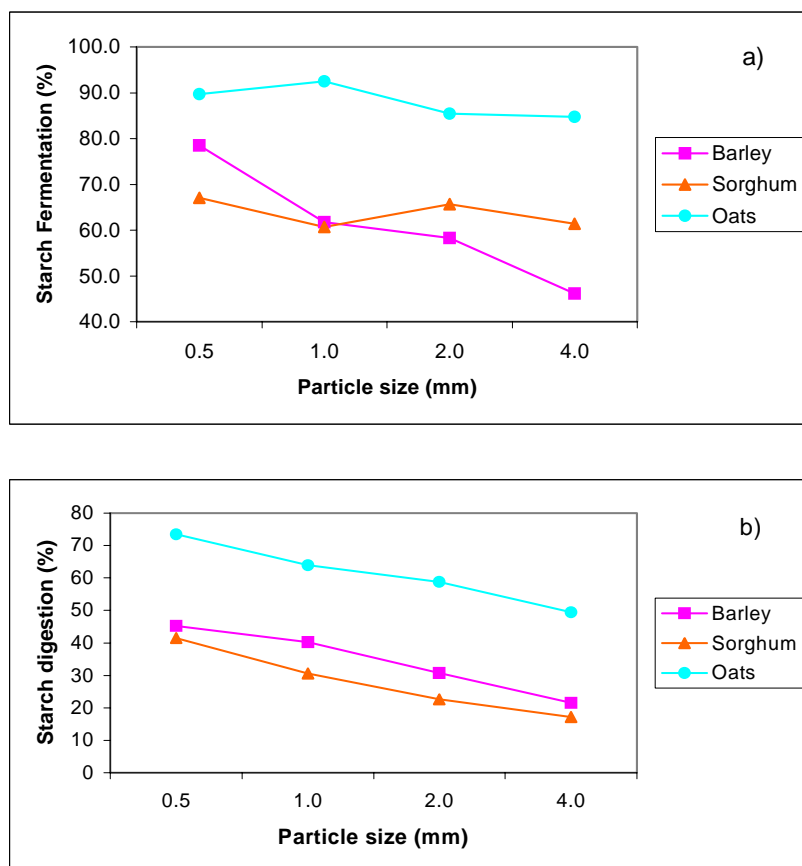 a)
100.0
90.0
80.0
70.0
60.0
50.0
40.0
Starch Fermentation (%)
0.5 1.0 2.0 4.0
Particle size (mm)
Barley
Sorghum
Oats
b)
80
70
60
50
40
30
20
10
0
Starch digestion (%)
0.5 1.0 2.0 4.0
Particle size (mm)
Barley
Sorghum
Oats